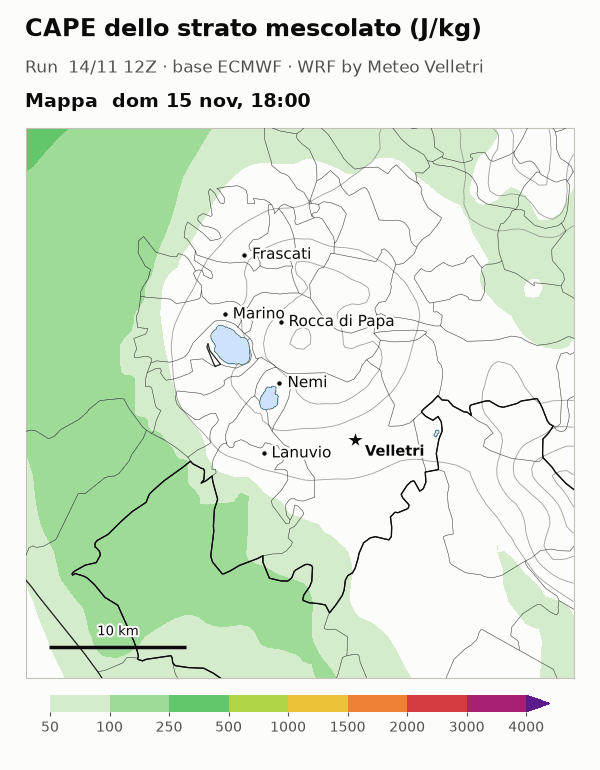 CAPE dello strato mescolato (J/kg)
Run  14/11 12Z · base ECMWF · WRF by Meteo Velletri
Mappa  dom 15 nov, 18:00
Frascati
Marino
Rocca di Papa
Nemi
Velletri
Lanuvio
10 km
50 100 250 500 1000 1500 2000 3000 4000